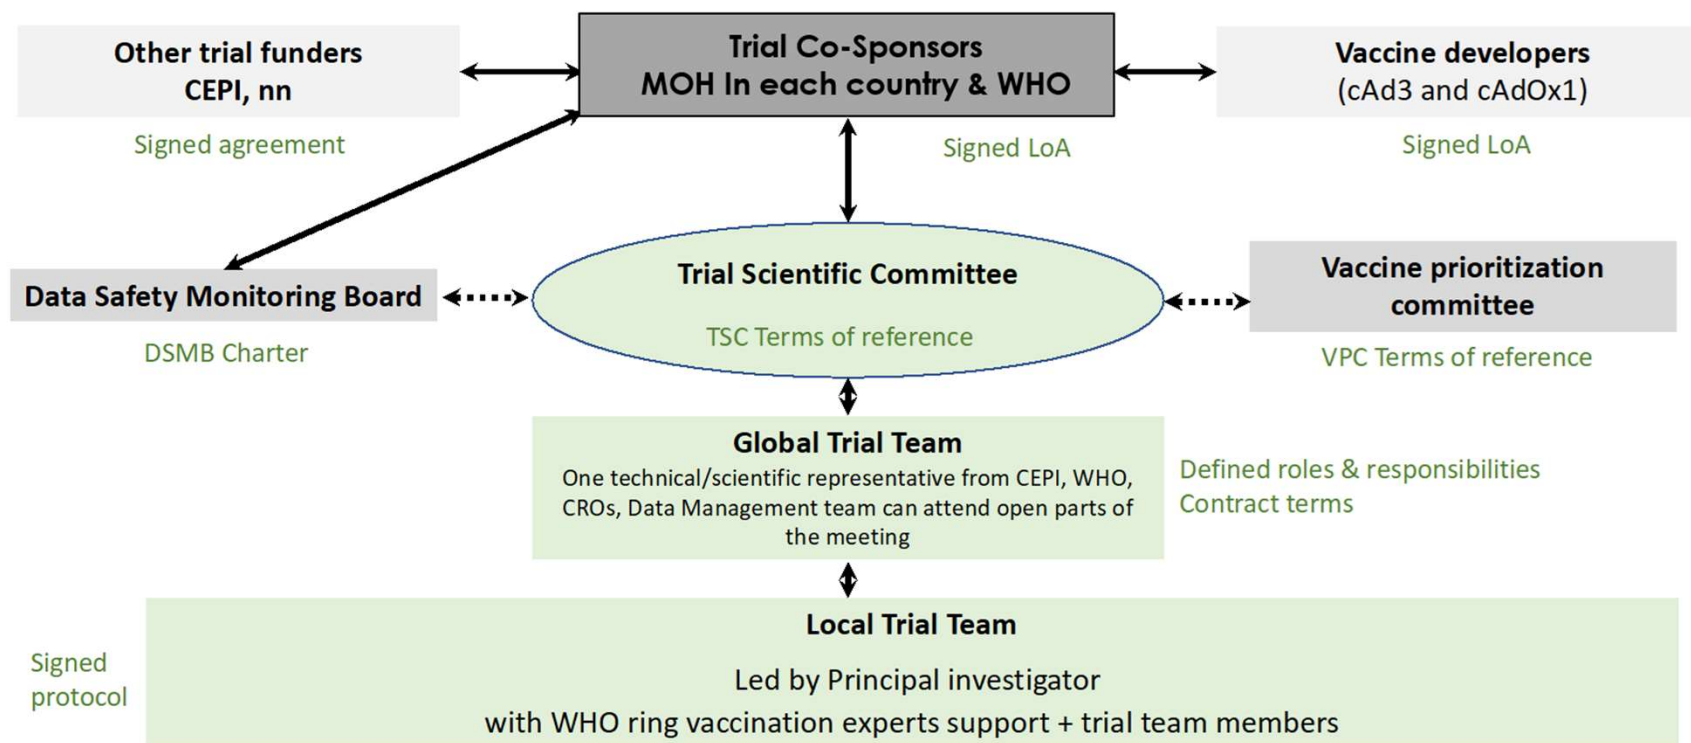 Other trial funders
CEPI, nn
Signed agreement
Trial Co-Sponsors
MOH In each country & WHO
Signed LoA
Vaccine developers
(cAd3 and cAdOx1)
Signed LoA
Data Safety Monitoring Board
DSMB Charter
Trial Scientific Committee
TSC Terms of reference
Vaccine prioritization
committee
VPC Terms of reference
Global Trial Team
One technical/scientific representative from CEPI, WHO,
CROs, Data Management team can attend open parts of
the meeting
Defined roles & responsibilities
Contract terms
Signed
protocol
Local Trial Team
Led by Principal investigator
with WHO ring vaccination experts support + trial team members